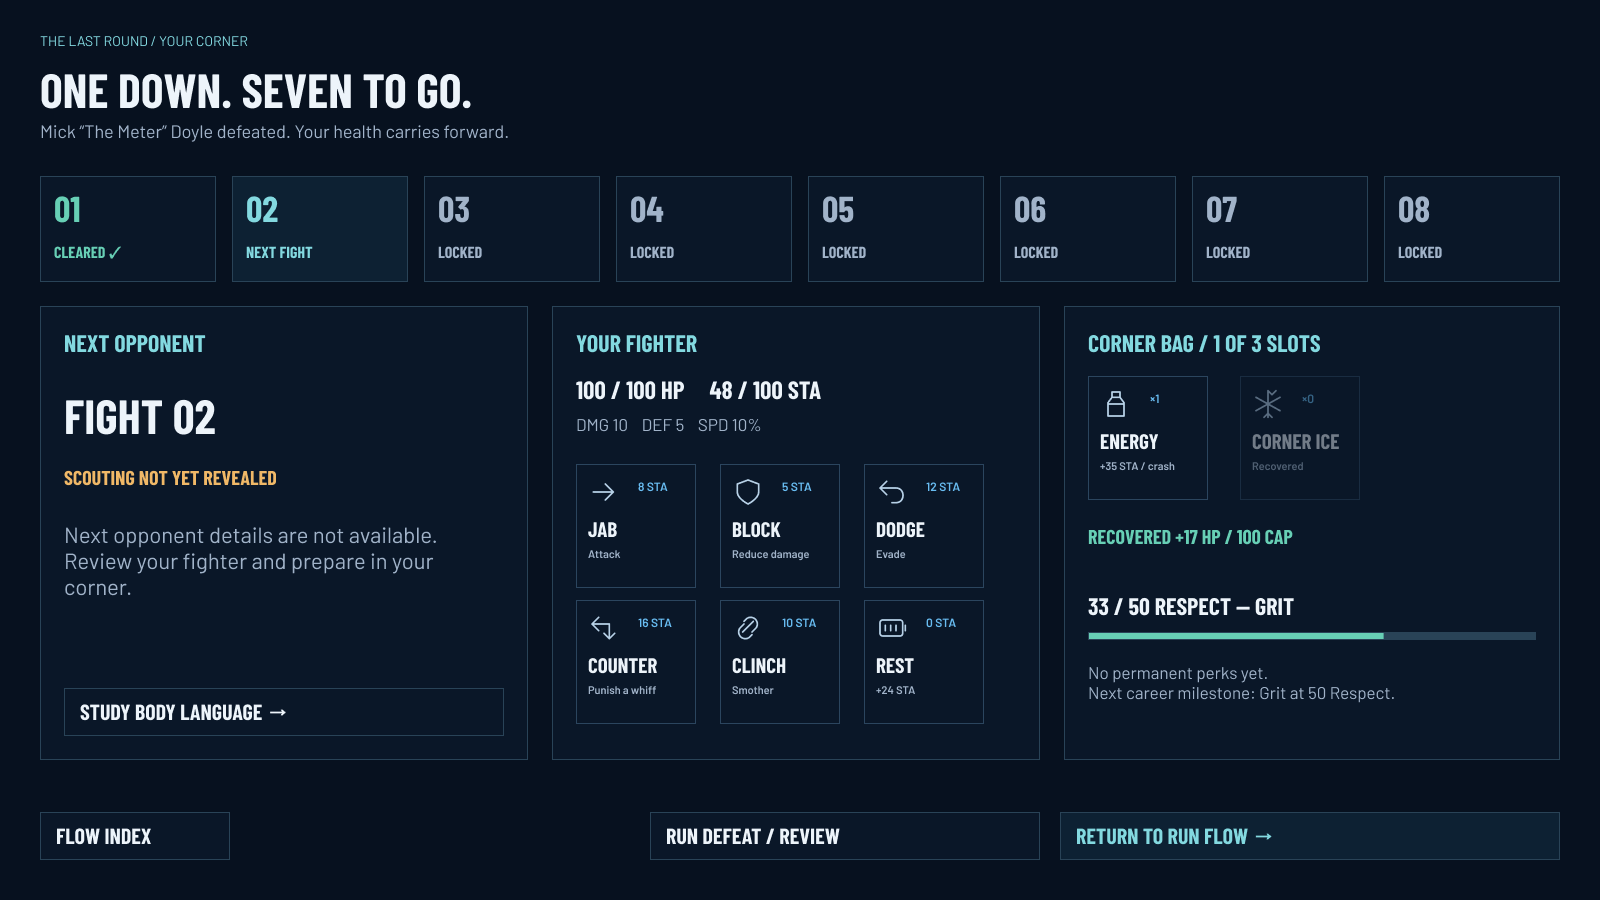 THE LAST ROUND / YOUR CORNER
ONE DOWN. SEVEN TO GO.
Mick “The Meter” Doyle defeated. Your health carries forward.
01
CLEARED ✓
02
NEXT FIGHT
03
LOCKED
04
LOCKED
05
LOCKED
06
LOCKED
07
LOCKED
08
LOCKED
NEXT OPPONENT
FIGHT 02
SCOUTING NOT YET REVEALED
Next opponent details are not available.
Review your fighter and prepare in your
corner.
STUDY BODY LANGUAGE →
YOUR FIGHTER
100 / 100 HP 48 / 100 STA
DMG 10 DEF 5 SPD 10%
8 STA
JAB
Attack
5 STA
BLOCK
Reduce damage
12 STA
DODGE
Evade
16 STA
COUNTER
Punish a whiff
10 STA
CLINCH
Smother
0 STA
REST
+24 STA
CORNER BAG / 1 OF 3 SLOTS
×1
ENERGY
+35 STA / crash
×0
CORNER ICE
Recovered
RECOVERED +17 HP / 100 CAP
33 / 50 RESPECT — GRIT
No permanent perks yet.
Next career milestone: Grit at 50 Respect.
FLOW INDEX
RUN DEFEAT / REVIEW
RETURN TO RUN FLOW →